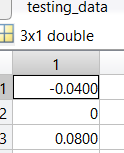 testing_data
3x1 double
1
1 -0.0400
2 0
3 0.0800